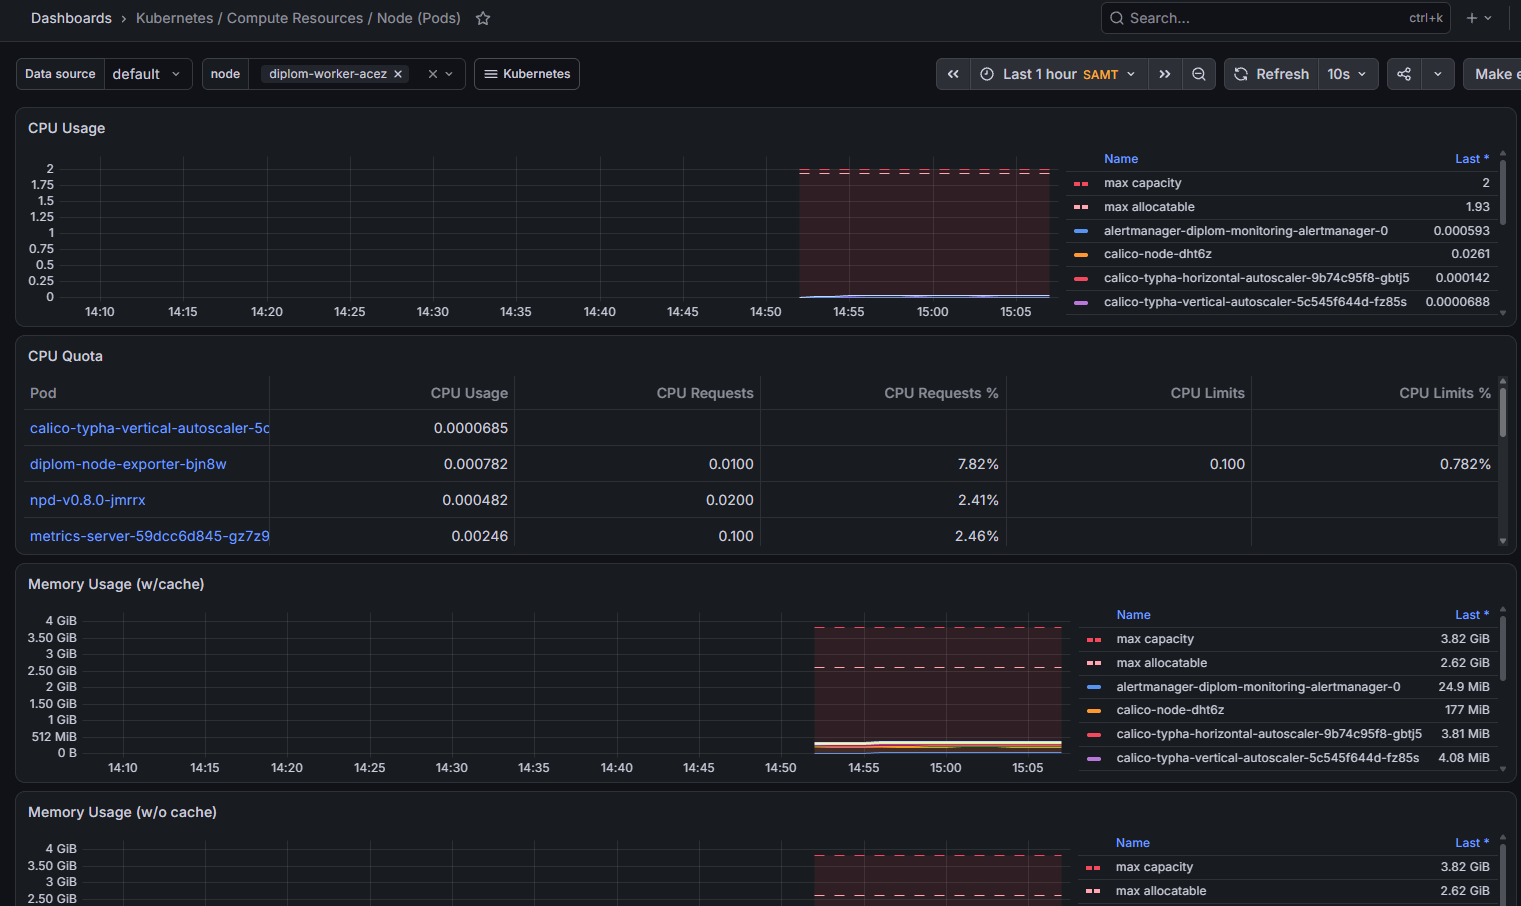 Dashboards › Kubernetes / Compute Resources / Node (Pods)
Search... ctrl+k
Data source default node diplom-worker-acez Kubernetes
Last 1 hour SAMT Refresh 10s Make
CPU Usage
Name Last *
2 max capacity 2
1.75
1.5 max allocatable 1.93
1.25
1 alertmanager-diplom-monitoring-alertmanager-0 0.000593
0.75 calico-node-dht6z 0.0261
0.5
0.25 calico-typha-horizontal-autoscaler-9b74c95f8-gbtj5 0.000142
0 calico-typha-vertical-autoscaler-5c545f644d-fz85s 0.0000688
14:10 14:15 14:20 14:25 14:30 14:35 14:40 14:45 14:50 14:55 15:00 15:05
CPU Quota
Pod CPU Usage CPU Requests CPU Requests % CPU Limits CPU Limits %
calico-typha-vertical-autoscaler-5c 0.0000685
diplom-node-exporter-bjn8w 0.000782 0.0100 7.82% 0.100 0.782%
npd-v0.8.0-jmrrx 0.000482 0.0200 2.41%
metrics-server-59dcc6d845-gz7z9 0.00246 0.100 2.46%
Memory Usage (w/cache)
Name Last *
4 GiB
3.50 GiB max capacity 3.82 GiB
3 GiB max allocatable 2.62 GiB
2.50 GiB
2 GiB alertmanager-diplom-monitoring-alertmanager-0 24.9 MiB
1.50 GiB calico-node-dht6z 177 MiB
1 GiB
512 MiB calico-typha-horizontal-autoscaler-9b74c95f8-gbtj5 3.81 MiB
0 B calico-typha-vertical-autoscaler-5c545f644d-fz85s 4.08 MiB
14:10 14:15 14:20 14:25 14:30 14:35 14:40 14:45 14:50 14:55 15:00 15:05
Memory Usage (w/o cache)
Name Last *
4 GiB
3.50 GiB max capacity 3.82 GiB
3 GiB max allocatable 2.62 GiB
2.50 GiB